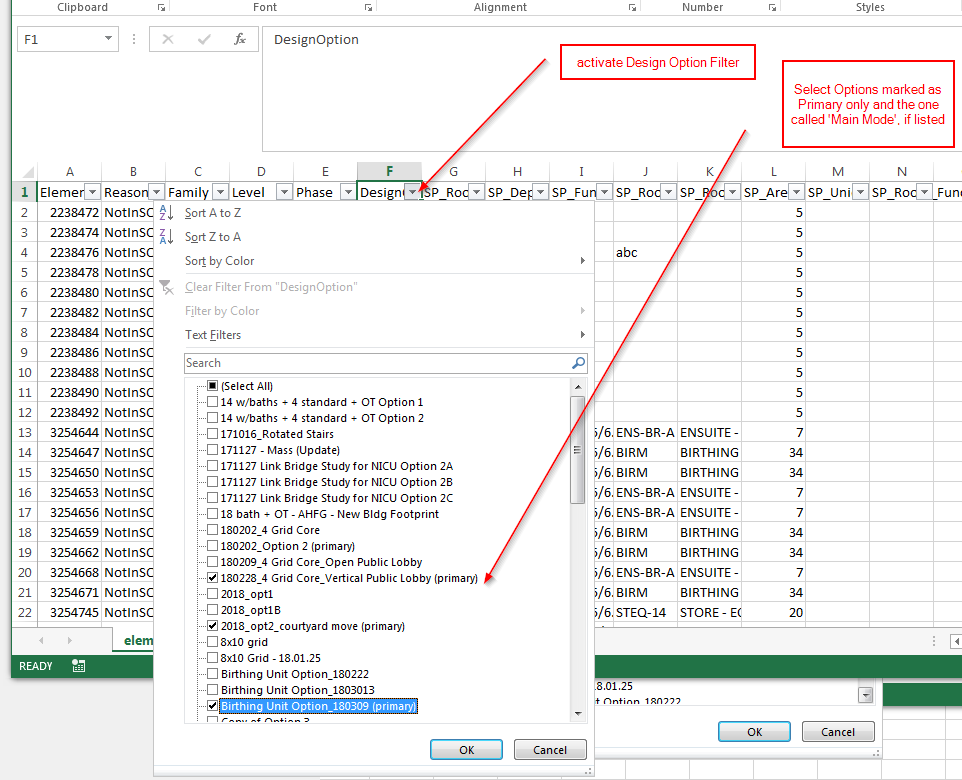 Clipboard Font Alignment Number Styles
F1 fx DesignOption
activate Design Option Filter
Select Options marked as
Primary only and the one
called 'Main Mode', if listed
A B C D E F G H I J K L M N
1 Elemen Reason Family Level Phase Design( SP_Roo SP_Dep SP_Fun SP_Roo SP_Roo SP_Are SP_Uni SP_Roo _Func
2 2238472 NotInSC 5
3 2238474 NotInSC 5
4 2238476 NotInSC abc 5
5 2238478 NotInSC 5
6 2238480 NotInSC 5
7 2238482 NotInSC 5
8 2238484 NotInSC 5
9 2238486 NotInSC 5
10 2238488 NotInSC 5
11 2238490 NotInSC 5
12 2238492 NotInSC 5
13 3254644 NotInSC 5/6. ENS-BR-A ENSUITE - 7
14 3254647 NotInSC 5/6. BIRM BIRTHING 34
15 3254650 NotInSC 5/6. BIRM BIRTHING 34
16 3254653 NotInSC 5/6. ENS-BR-A ENSUITE - 7
17 3254656 NotInSC 5/6. ENS-BR-A ENSUITE - 7
18 3254659 NotInSC 5/6. BIRM BIRTHING 34
19 3254662 NotInSC 5/6. BIRM BIRTHING 34
20 3254668 NotInSC 5/6. ENS-BR-A ENSUITE - 7
21 3254671 NotInSC 5/6. BIRM BIRTHING 34
22 3254745 NotInSC 5/6. STEQ-14 STORE - EQ 20
Sort A to Z
Sort Z to A
Sort by Color
Clear Filter From "DesignOption"
Filter by Color
Text Filters
Search
(Select All)
14 w/baths + 4 standard + OT Option 1
14 w/baths + 4 standard + OT Option 2
171016_Rotated Stairs
171127 - Mass (Update)
171127 Link Bridge Study for NICU Option 2A
171127 Link Bridge Study for NICU Option 2B
171127 Link Bridge Study for NICU Option 2C
18 bath + OT - AHFG - New Bldg Footprint
180202_4 Grid Core
180202_Option 2 (primary)
180209_4 Grid Core_Open Public Lobby
180228_4 Grid Core_Vertical Public Lobby (primary)
2018_opt1
2018_opt1B
2018_opt2_courtyard move (primary)
8x10 grid
8x10 Grid - 18.01.25
Birthing Unit Option_180222
Birthing Unit Option_1803013
Birthing Unit Option_180309 (primary)
Copy of Option 3
OK Cancel
elem
READY
8.01.25
t Option_180222
OK Cancel